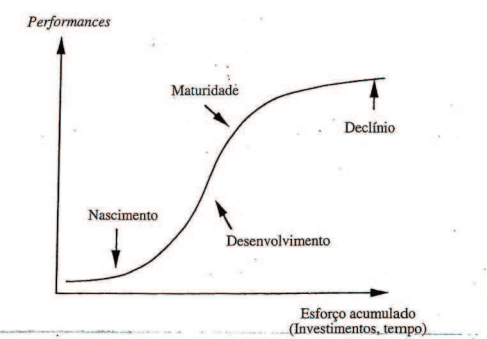 Performances
Maturidade
Declínio
Nascimento
Desenvolvimento
Esforço acumulado
(Investimentos, tempo)